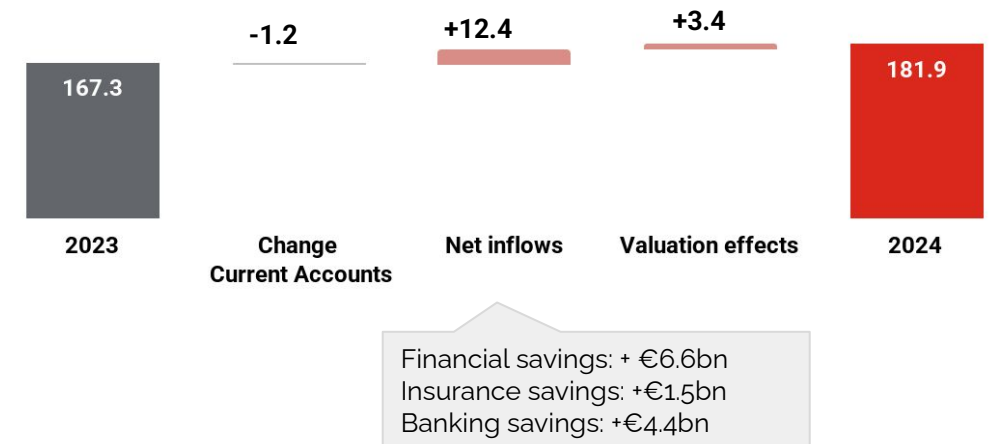 -1.2
+12.4
+3.4
167.3
181.9
2023
Change
Current Accounts
Net inflows
Valuation effects
2024
Financial savings: + €6.6bn
Insurance savings: +€1.5bn
Banking savings: +€4.4bn